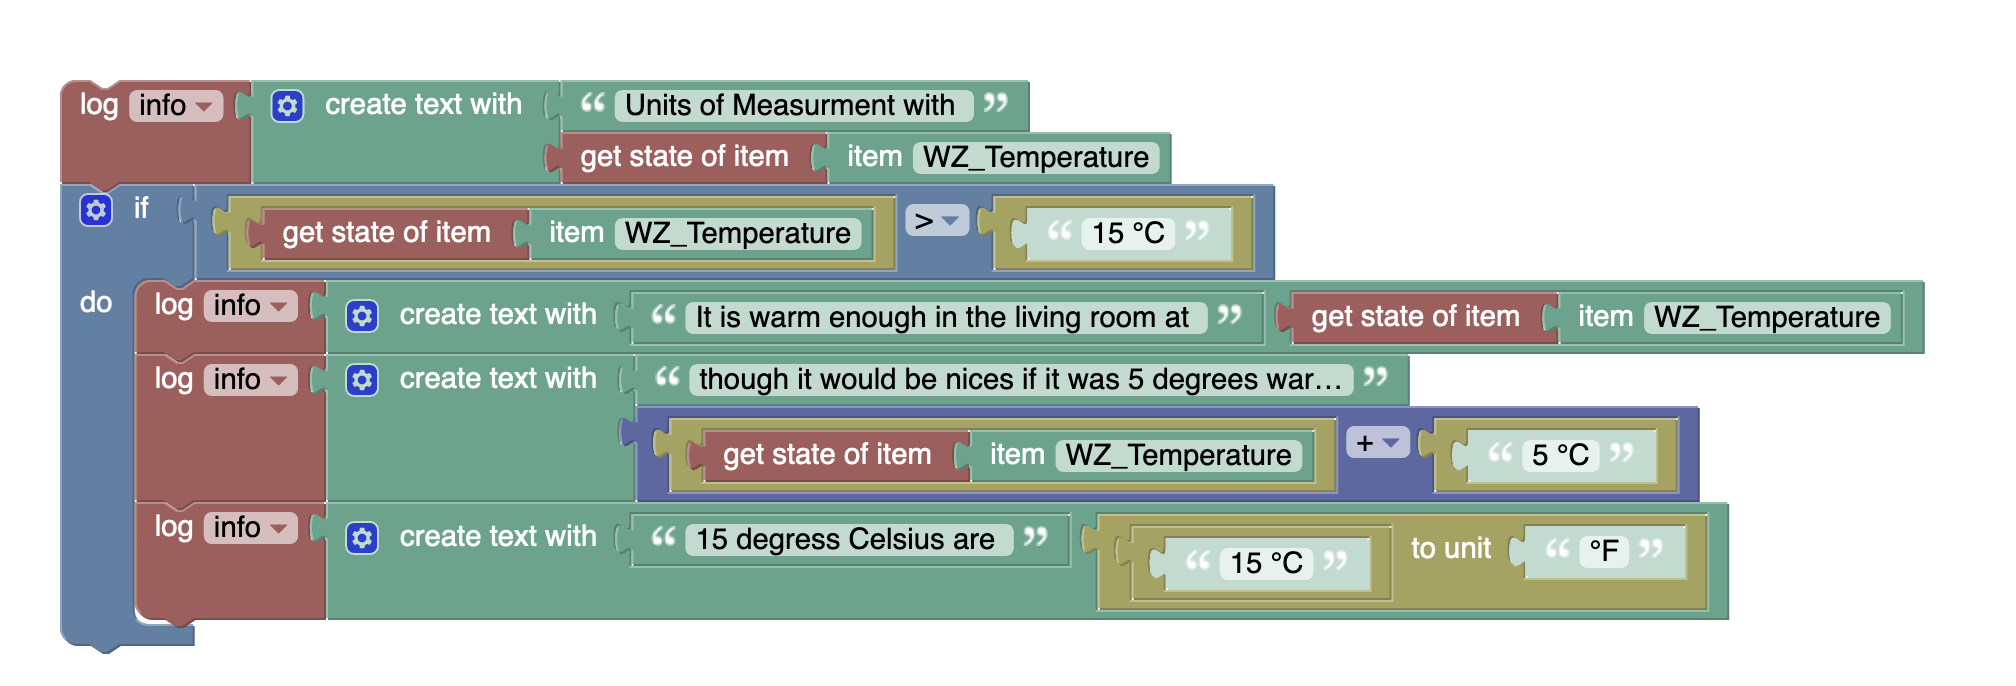 log info create text with “ Units of Measurment with ”
get state of item item WZ_Temperature
if get state of item item WZ_Temperature > “ 15 °C ”
do log info create text with “ It is warm enough in the living room at ” get state of item item WZ_Temperature
log info create text with “ though it would be nices if it was 5 degrees war… ”
get state of item item WZ_Temperature + “ 5 °C ”
log info create text with “ 15 degress Celsius are ” “ 15 °C ” to unit “ °F ”